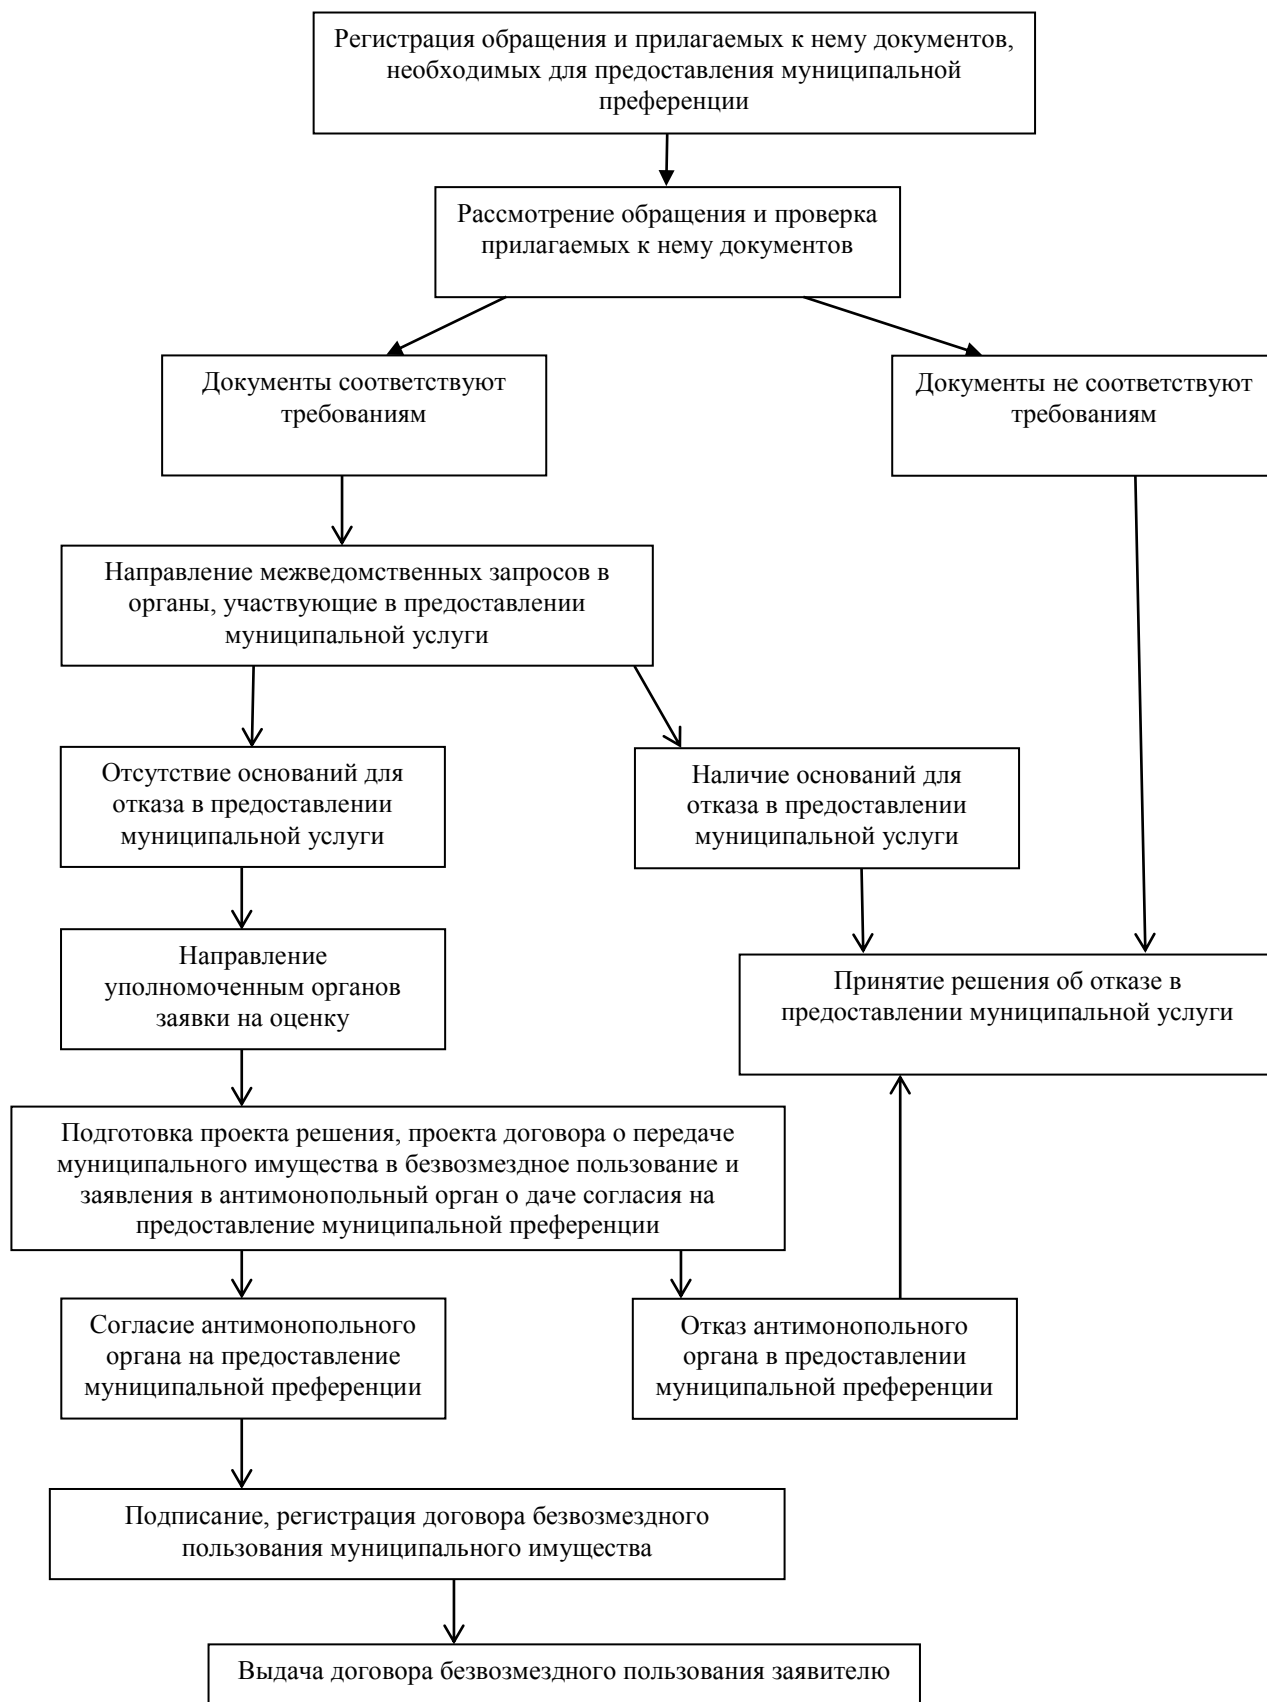 Регистрация обращения и прилагаемых к нему документов,
необходимых для предоставления муниципальной
преференции
Рассмотрение обращения и проверка
прилагаемых к нему документов
Документы соответствуют
требованиям
Документы не соответствуют
требованиям
Направление межведомственных запросов в
органы, участвующие в предоставлении
муниципальной услуги
Отсутствие оснований для
отказа в предоставлении
муниципальной услуги
Наличие оснований для
отказа в предоставлении
муниципальной услуги
Направление
уполномоченным органов
заявки на оценку
Принятие решения об отказе в
предоставлении муниципальной услуги
Подготовка проекта решения, проекта договора о передаче
муниципального имущества в безвозмездное пользование и
заявления в антимонопольный орган о даче согласия на
предоставление муниципальной преференции
Согласие антимонопольного
органа на предоставление
муниципальной преференции
Отказ антимонопольного
органа в предоставлении
муниципальной преференции
Подписание, регистрация договора безвозмездного
пользования муниципального имущества
Выдача договора безвозмездного пользования заявителю